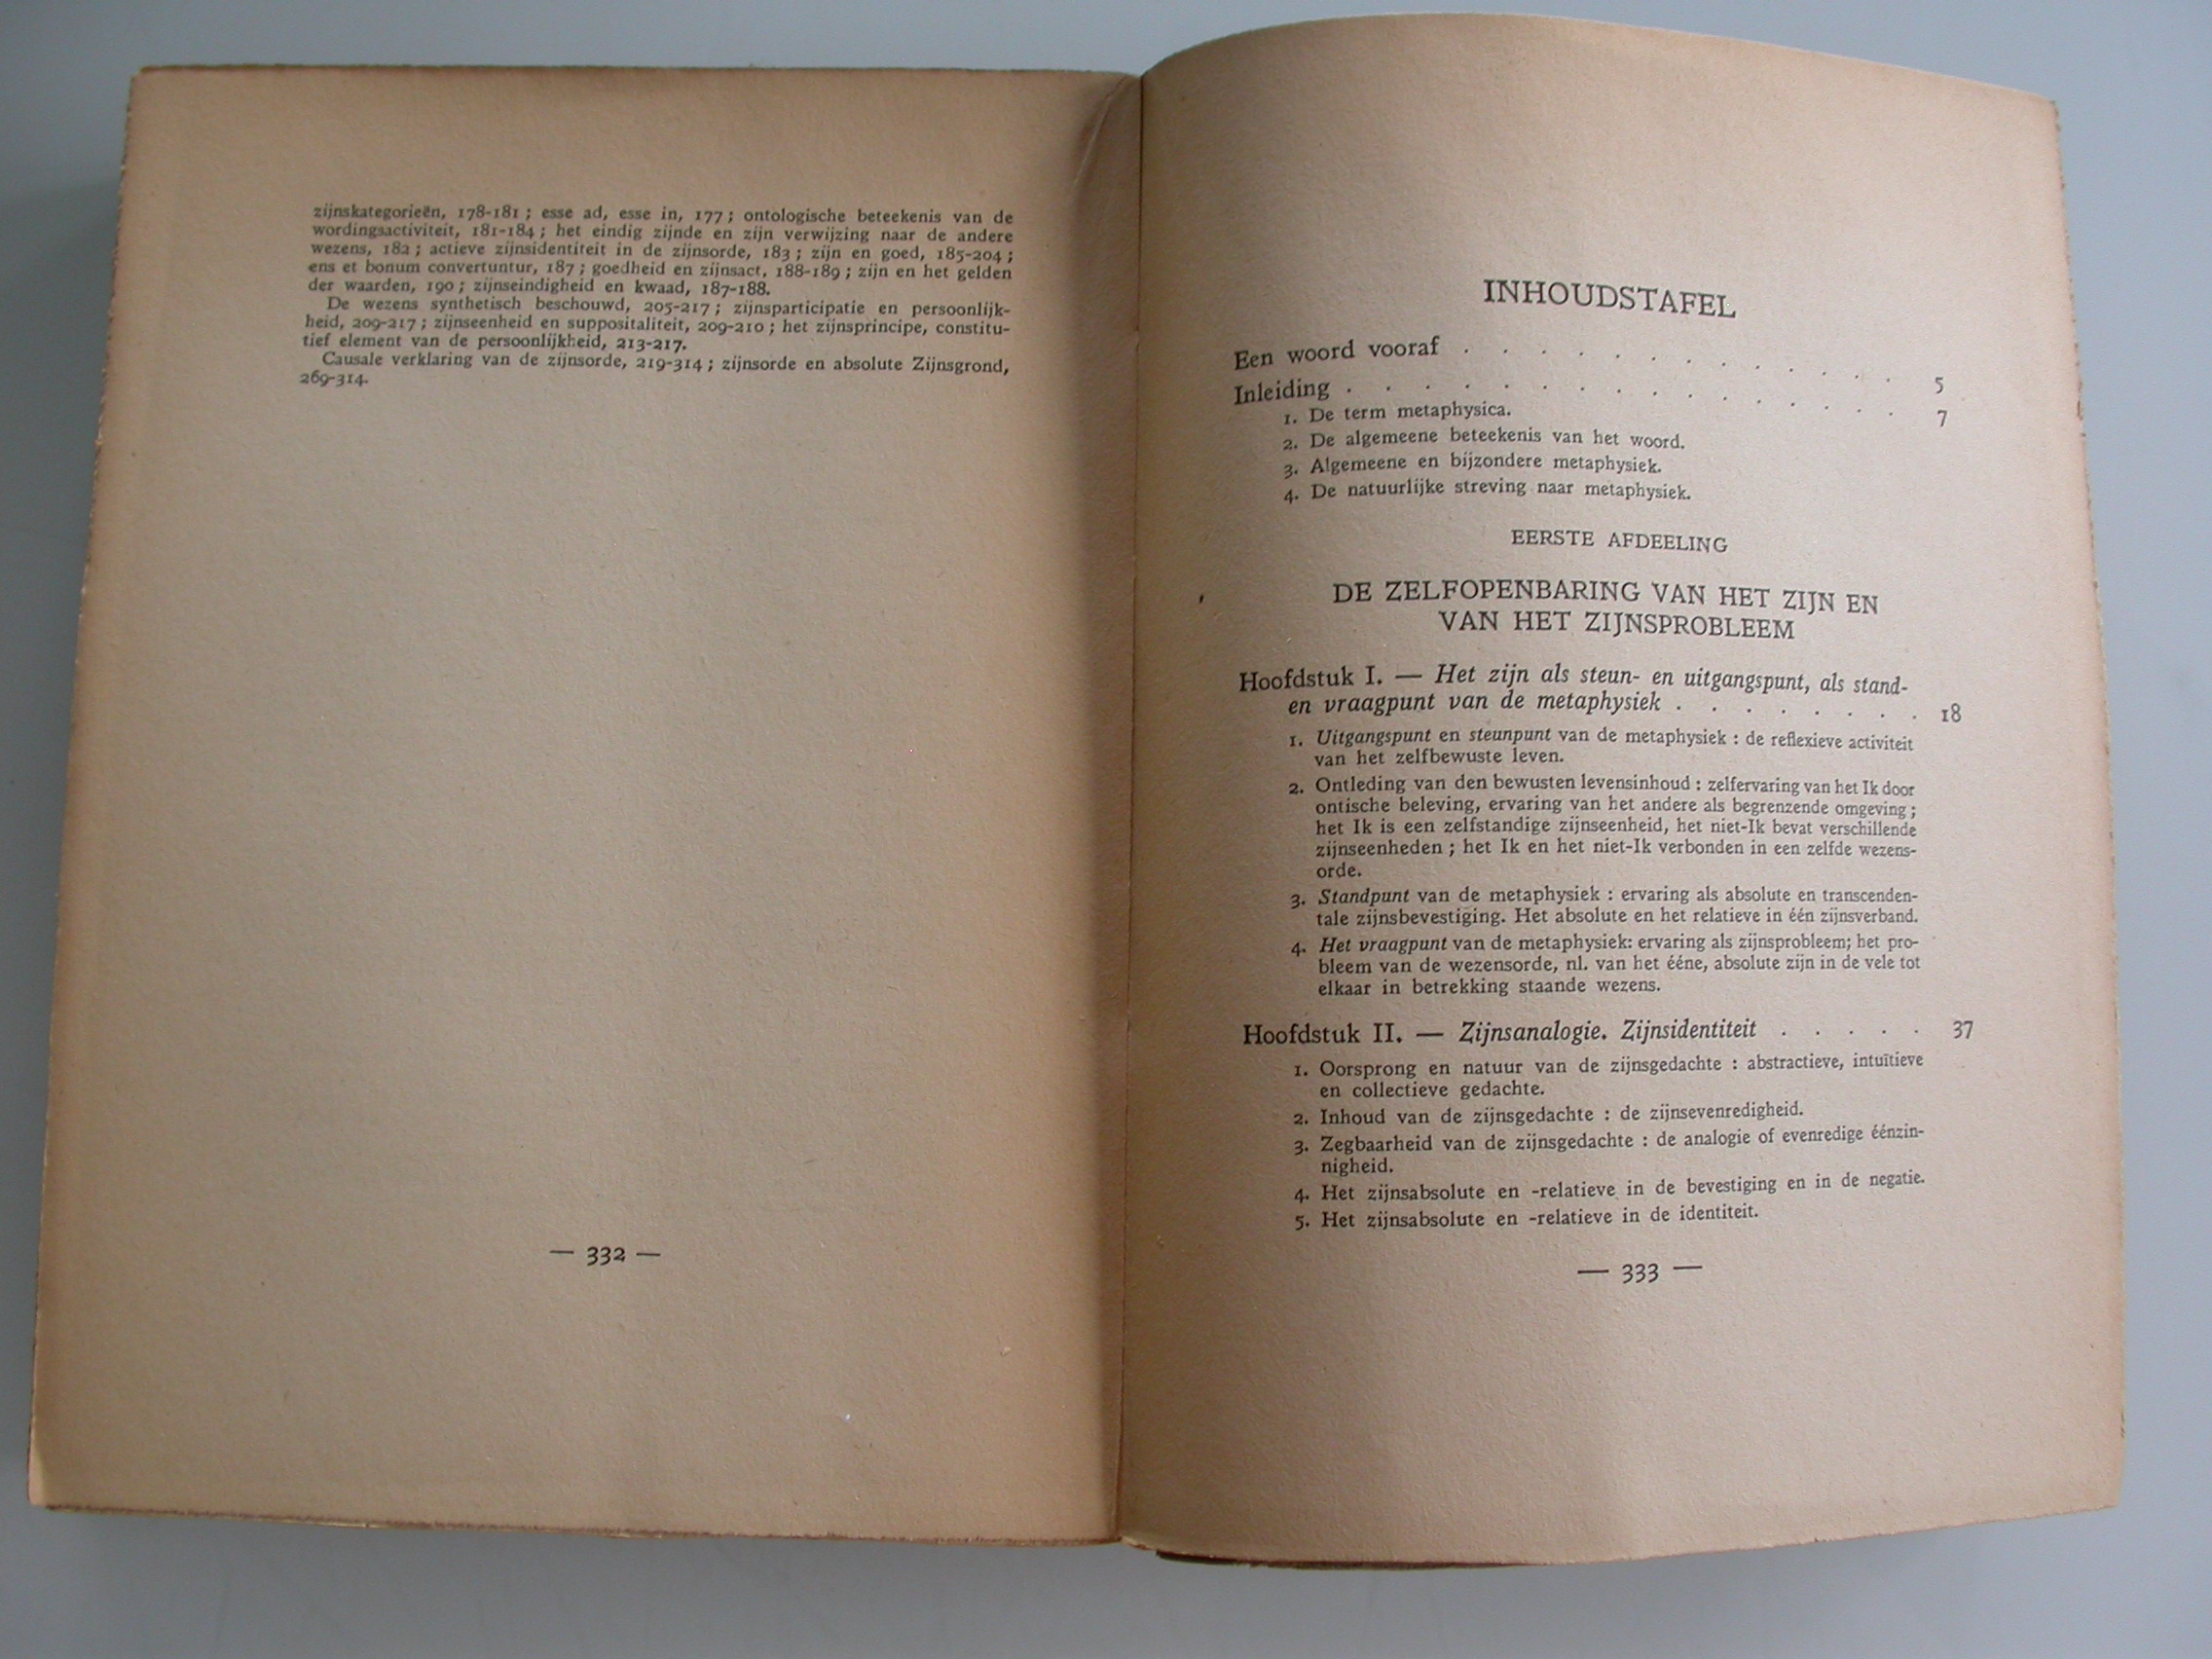 zijnskategorieën, 178-181 ; esse ad, esse in, 177 ; ontologische beteekenis van de
wordingsactiviteit, 181-184 ; het eindig zijnde en zijn verwijzing naar de andere
wezens, 182 ; actieve zijnsidentiteit in de zijnsorde, 183 ; zijn en goed, 185-204 ;
ens et bonum convertuntur, 187 ; goedheid en zijnsact, 188-189 ; zijn en het gelden
der waarden, 190 ; zijnseindigheid en kwaad, 187-188.
De wezens synthetisch beschouwd, 205-217 ; zijnsparticipatie en persoonlijk-
heid, 209-217 ; zijnseenheid en suppositaliteit, 209-210 ; het zijnsprincipe, constitu-
tief element van de persoonlijkheid, 213-217.
Causale verklaring van de zijnsorde, 219-314 ; zijnsorde en absolute Zijnsgrond,
269-314.
— 332 —
INHOUDSTAFEL
Een woord vooraf . . . . . . . . . . . . 5
Inleiding . . . . . . . . . . . . . . . 7
1. De term metaphysica.
2. De algemeene beteekenis van het woord.
3. Algemeene en bijzondere metaphysiek.
4. De natuurlijke streving naar metaphysiek.
EERSTE AFDEELING
DE ZELFOPENBARING VAN HET ZIJN EN
VAN HET ZIJNSPROBLEEM
Hoofdstuk I. — Het zijn als steun- en uitgangspunt, als stand-
en vraagpunt van de metaphysiek . . . . . . . . 18
1. Uitgangspunt en steunpunt van de metaphysiek : de reflexieve activiteit
van het zelfbewuste leven.
2. Ontleding van den bewusten levensinhoud : zelfervaring van het Ik door
ontische beleving, ervaring van het andere als begrenzende omgeving ;
het Ik is een zelfstandige zijnseenheid, het niet-Ik bevat verschillende
zijnseenheden ; het Ik en het niet-Ik verbonden in een zelfde wezens-
orde.
3. Standpunt van de metaphysiek : ervaring als absolute en transcenden-
tale zijnsbevestiging. Het absolute en het relatieve in één zijnsverband.
4. Het vraagpunt van de metaphysiek: ervaring als zijnsprobleem; het pro-
bleem van de wezensorde, nl. van het ééne, absolute zijn in de vele tot
elkaar in betrekking staande wezens.
Hoofdstuk II. — Zijnsanalogie. Zijnsidentiteit . . . . . 37
1. Oorsprong en natuur van de zijnsgedachte : abstractieve, intuïtieve
en collectieve gedachte.
2. Inhoud van de zijnsgedachte : de zijnsevenredigheid.
3. Zegbaarheid van de zijnsgedachte : de analogie of evenredige éénzin-
nigheid.
4. Het zijnsabsolute en -relatieve in de bevestiging en in de negatie.
5. Het zijnsabsolute en -relatieve in de identiteit.
— 333 —